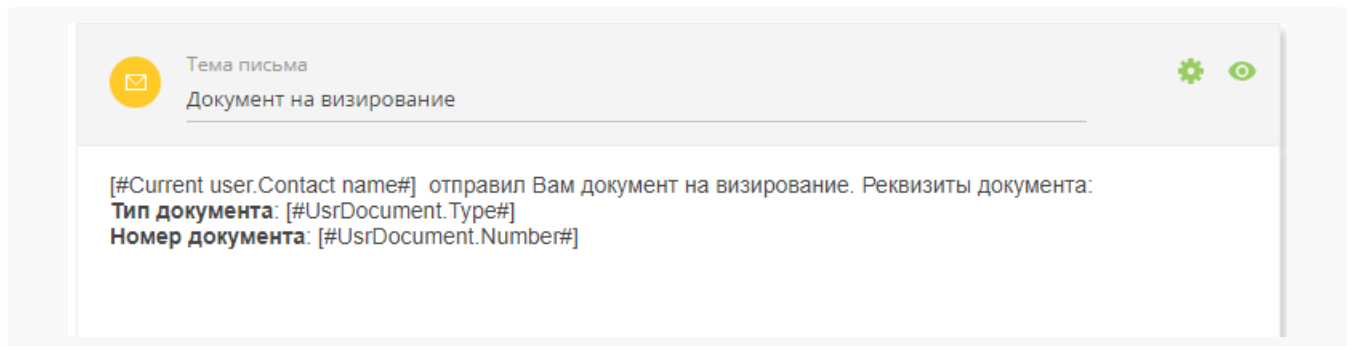 Тема письма
Документ на визирование
[#Current user.Contact name#]  отправил Вам документ на визирование. Реквизиты документа:
Тип документа: [#UsrDocument.Type#]
Номер документа: [#UsrDocument.Number#]